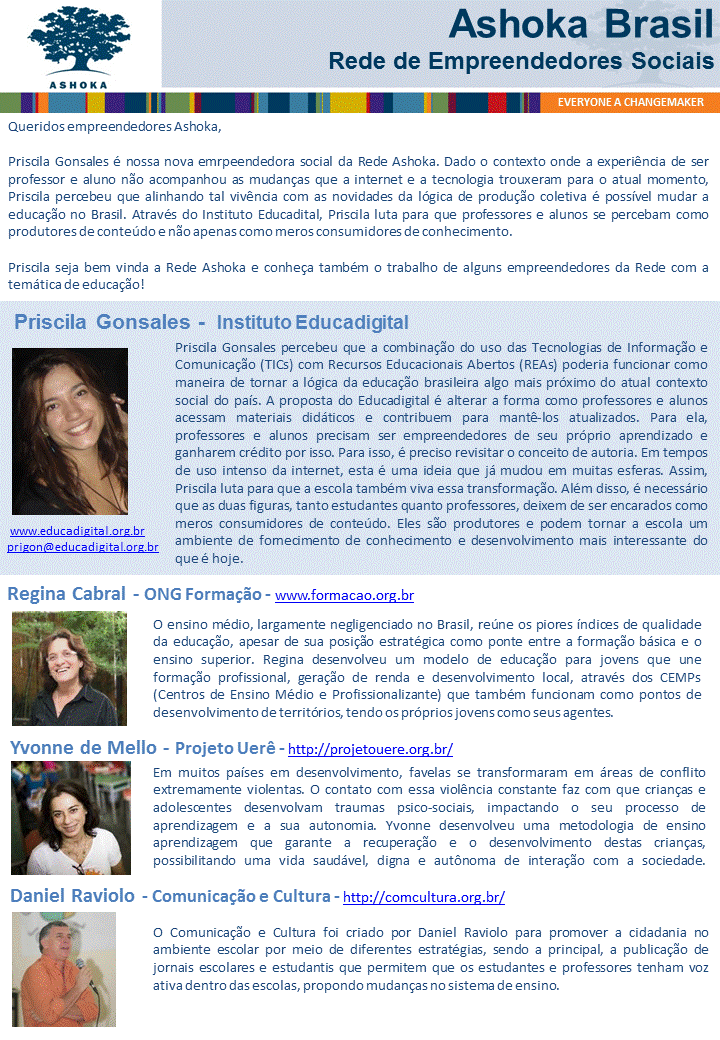 ASHOKA
Ashoka Brasil
Rede de Empreendedores Sociais
EVERYONE A CHANGEMAKER
Queridos empreendedores Ashoka,
Priscila Gonsales é nossa nova emrpeendedora social da Rede Ashoka. Dado o contexto onde a experiência de ser
professor e aluno não acompanhou as mudanças que a internet e a tecnologia trouxeram para o atual momento,
Priscila percebeu que alinhando tal vivência com as novidades da lógica de produção coletiva é possível mudar a
educação no Brasil. Através do Instituto Educadital, Priscila luta para que professores e alunos se percebam como
produtores de conteúdo e não apenas como meros consumidores de conhecimento.
Priscila seja bem vinda a Rede Ashoka e conheça também o trabalho de alguns empreendedores da Rede com a
temática de educação!
Priscila Gonsales - Instituto Educadigital
Priscila Gonsales percebeu que a combinação do uso das Tecnologias de Informação e
Comunicação (TICs) com Recursos Educacionais Abertos (REAs) poderia funcionar como
maneira de tornar a lógica da educação brasileira algo mais próximo do atual contexto
social do país. A proposta do Educadigital é alterar a forma como professores e alunos
acessam materiais didáticos e contribuem para mantê-los atualizados. Para ela,
professores e alunos precisam ser empreendedores de seu próprio aprendizado e
ganharem crédito por isso. Para isso, é preciso revisitar o conceito de autoria. Em tempos
de uso intenso da internet, esta é uma ideia que já mudou em muitas esferas. Assim,
Priscila luta para que a escola também viva essa transformação. Além disso, é necessário
que as duas figuras, tanto estudantes quanto professores, deixem de ser encarados como
meros consumidores de conteúdo. Eles são produtores e podem tornar a escola um
ambiente de fornecimento de conhecimento e desenvolvimento mais interessante do
que é hoje.
www.educadigital.org.br
prigon@educadigital.org.br
Regina Cabral - ONG Formação - www.formacao.org.br
O ensino médio, largamente negligenciado no Brasil, reúne os piores índices de qualidade
da educação, apesar de sua posição estratégica como ponte entre a formação básica e o
ensino superior. Regina desenvolveu um modelo de educação para jovens que une
formação profissional, geração de renda e desenvolvimento local, através dos CEMPs
(Centros de Ensino Médio e Profissionalizante) que também funcionam como pontos de
desenvolvimento de territórios, tendo os próprios jovens como seus agentes.
Yvonne de Mello - Projeto Uerê - http://projetouere.org.br/
Em muitos países em desenvolvimento, favelas se transformaram em áreas de conflito
extremamente violentas. O contato com essa violência constante faz com que crianças e
adolescentes desenvolvam traumas psico-sociais, impactando o seu processo de
aprendizagem e a sua autonomia. Yvonne desenvolveu uma metodologia de ensino
aprendizagem que garante a recuperação e o desenvolvimento destas crianças,
possibilitando uma vida saudável, digna e autônoma de interação com a sociedade.
Daniel Raviolo - Comunicação e Cultura - http://comcultura.org.br/
O Comunicação e Cultura foi criado por Daniel Raviolo para promover a cidadania no
ambiente escolar por meio de diferentes estratégias, sendo a principal, a publicação de
jornais escolares e estudantis que permitem que os estudantes e professores tenham voz
ativa dentro das escolas, propondo mudanças no sistema de ensino.